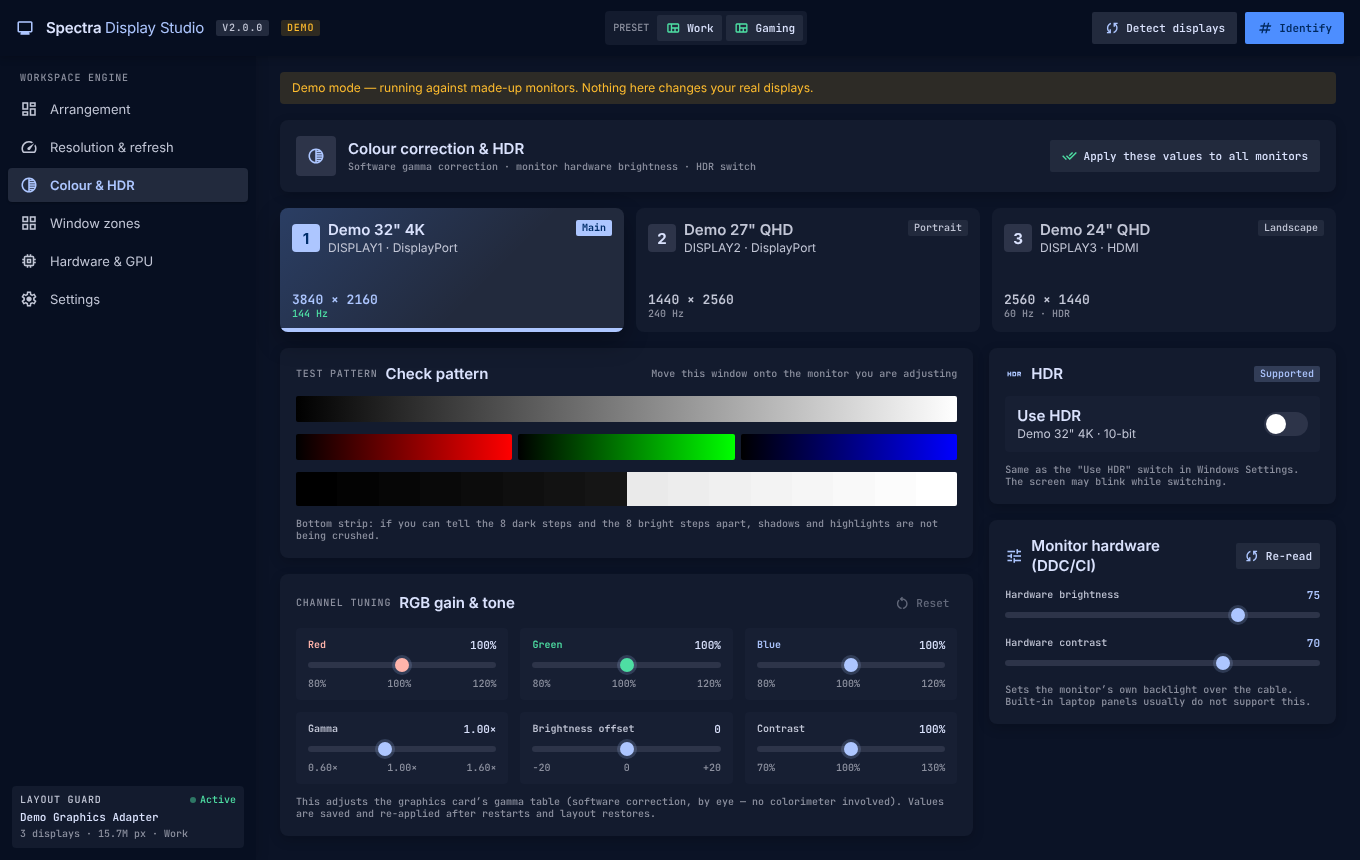 Spectra Display Studio V2.0.0 DEMO
PRESET Work Gaming
Detect displays Identify
WORKSPACE ENGINE
Arrangement
Resolution & refresh
Colour & HDR
Window zones
Hardware & GPU
Settings
LAYOUT GUARD Active
Demo Graphics Adapter
3 displays · 15.7M px · Work
Demo mode — running against made-up monitors. Nothing here changes your real displays.
Colour correction & HDR
Software gamma correction · monitor hardware brightness · HDR switch
Apply these values to all monitors
1 Demo 32" 4K Main
DISPLAY1 · DisplayPort
3840 × 2160
144 Hz
2 Demo 27" QHD Portrait
DISPLAY2 · DisplayPort
1440 × 2560
240 Hz
3 Demo 24" QHD Landscape
DISPLAY3 · HDMI
2560 × 1440
60 Hz · HDR
TEST PATTERN Check pattern Move this window onto the monitor you are adjusting
Bottom strip: if you can tell the 8 dark steps and the 8 bright steps apart, shadows and highlights are not
being crushed.
CHANNEL TUNING RGB gain & tone Reset
Red 100%
80% 100% 120%
Green 100%
80% 100% 120%
Blue 100%
80% 100% 120%
Gamma 1.00×
0.60× 1.00× 1.60×
Brightness offset 0
-20 0 +20
Contrast 100%
70% 100% 130%
This adjusts the graphics card's gamma table (software correction, by eye — no colorimeter involved). Values
are saved and re-applied after restarts and layout restores.
HDR HDR Supported
Use HDR
Demo 32" 4K · 10-bit
Same as the "Use HDR" switch in Windows Settings.
The screen may blink while switching.
Monitor hardware
(DDC/CI)
Re-read
Hardware brightness 75
Hardware contrast 70
Sets the monitor's own backlight over the cable.
Built-in laptop panels usually do not support this.